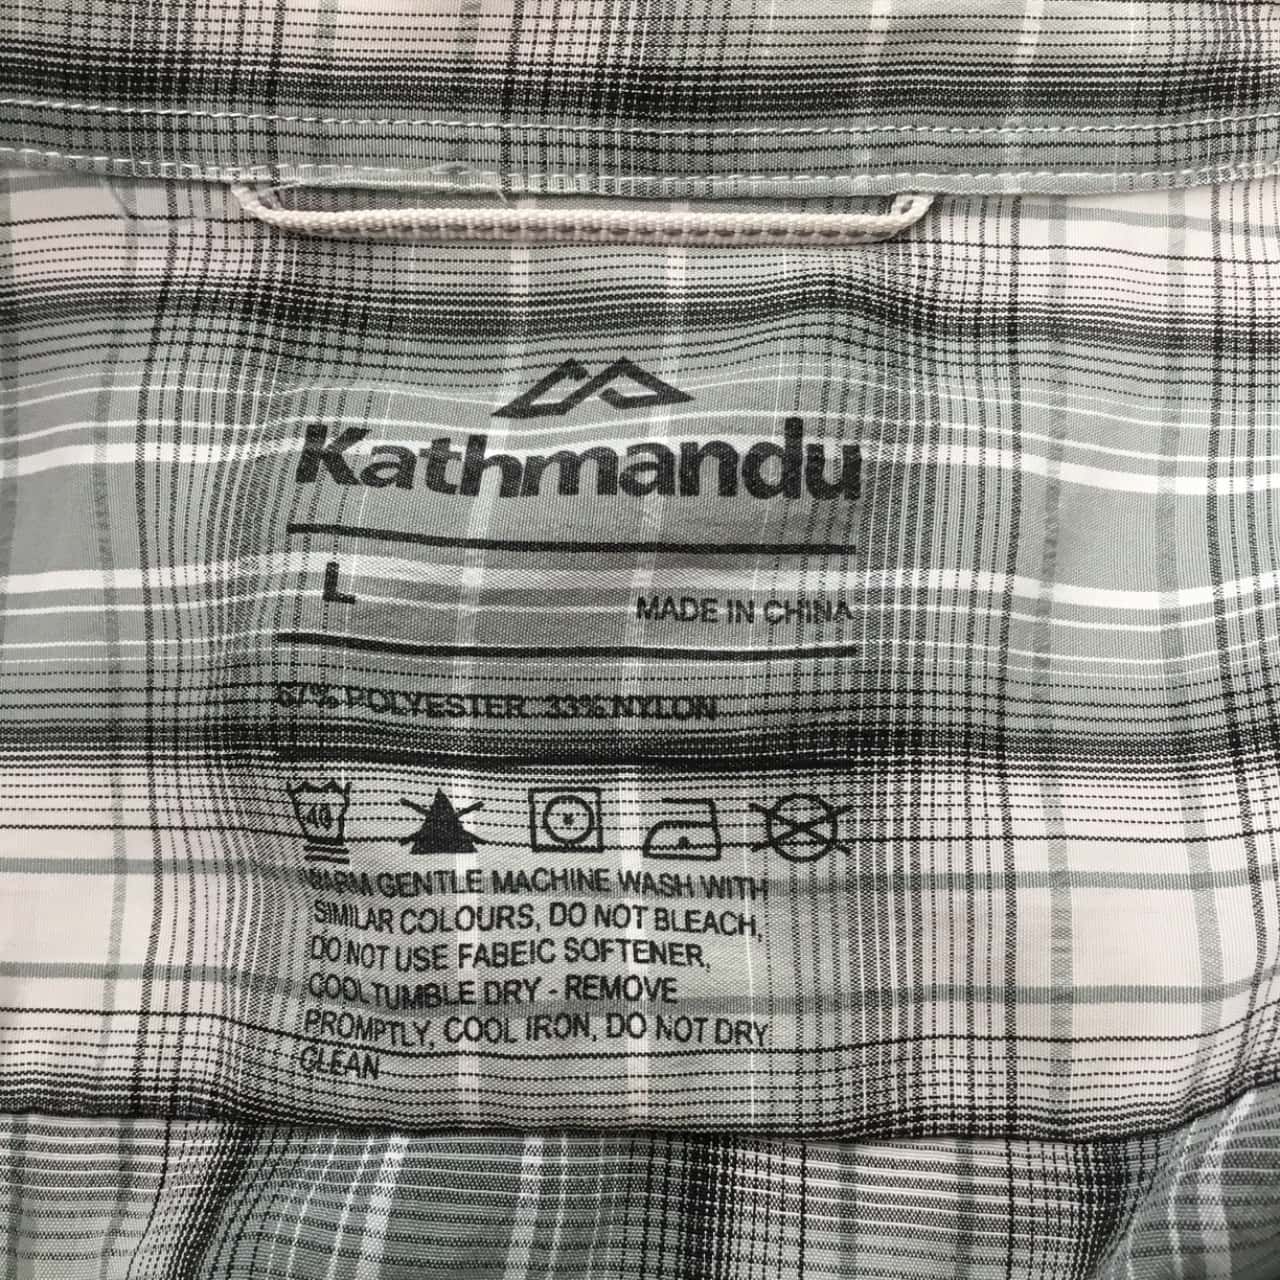 Kathmandu
L
MADE IN CHINA
67% POLYESTER 33% NYLON
40
WARM GENTLE MACHINE WASH WITH
SIMILAR COLOURS, DO NOT BLEACH,
DO NOT USE FABEIC SOFTENER,
COOL TUMBLE DRY - REMOVE
PROMPTLY, COOL IRON, DO NOT DRY
CLEAN